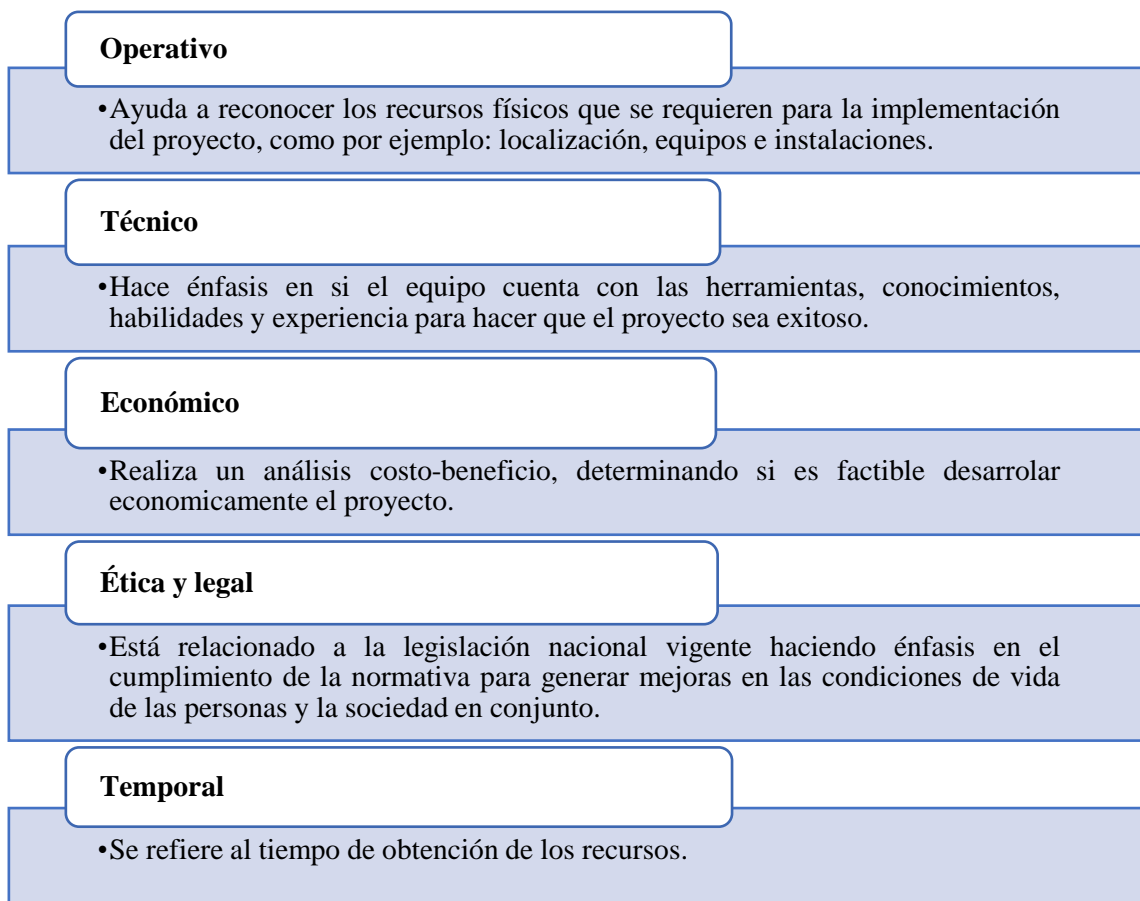 Operativo
•Ayuda a reconocer los recursos físicos que se requieren para la implementación
del proyecto, como por ejemplo: localización, equipos e instalaciones.
Técnico
•Hace énfasis en si el equipo cuenta con las herramientas, conocimientos,
habilidades y experiencia para hacer que el proyecto sea exitoso.
Económico
•Realiza un análisis costo-beneficio, determinando si es factible desarrolar
economicamente el proyecto.
Ética y legal
•Está relacionado a la legislación nacional vigente haciendo énfasis en el
cumplimiento de la normativa para generar mejoras en las condiciones de vida
de las personas y la sociedad en conjunto.
Temporal
•Se refiere al tiempo de obtención de los recursos.